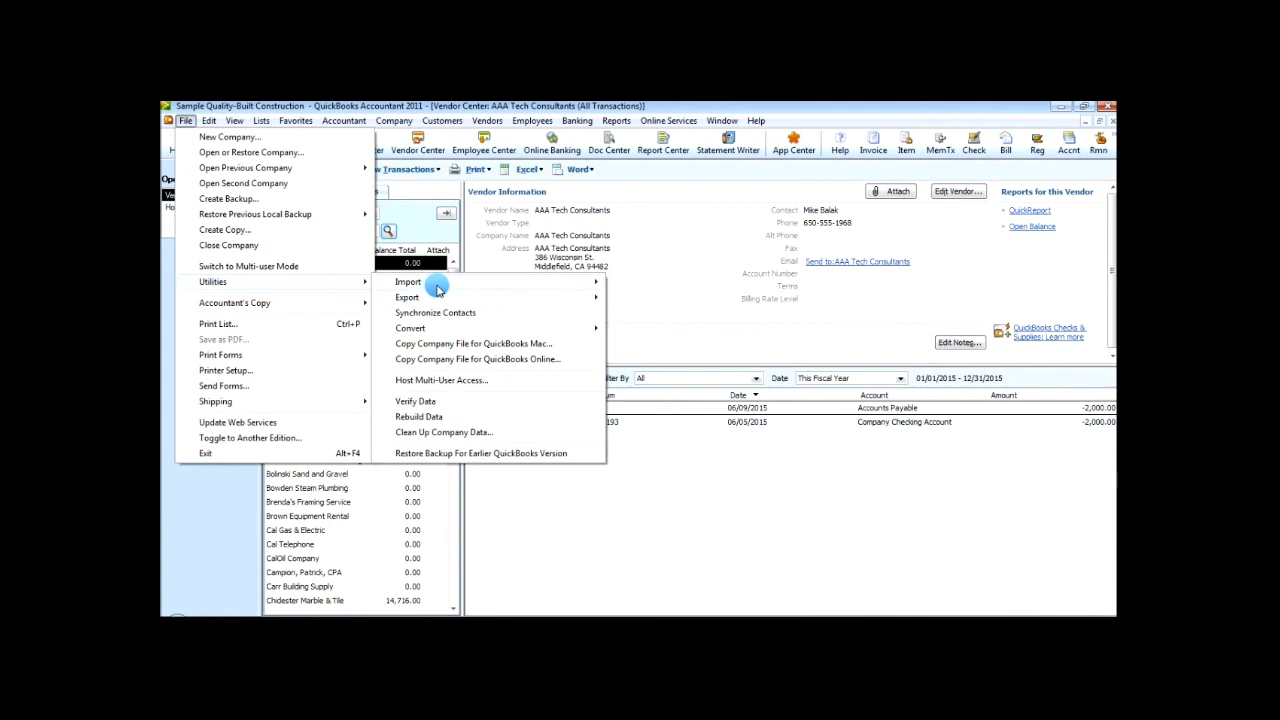 Sample Quality-Built Construction - QuickBooks Accountant 2011 - [Vendor Center: AAA Tech Consultants (All Transactions)]
File Edit View Lists Favorites Accountant Company Customers Vendors Employees Banking Reports Online Services Window Help
Vendor Center Employee Center Online Banking Doc Center Report Center Statement Writer App Center Help Invoice Item MemTx Check Bill Reg Accnt Rmn
Transactions Print Excel Word
New Company...
Open or Restore Company...
Open Previous Company
Open Second Company
Create Backup...
Restore Previous Local Backup
Create Copy...
Close Company
Switch to Multi-user Mode
Utilities
Accountant's Copy
Print List... Ctrl+P
Save as PDF...
Print Forms
Printer Setup...
Send Forms...
Shipping
Update Web Services
Toggle to Another Edition...
Exit Alt+F4
Import
Export
Synchronize Contacts
Convert
Copy Company File for QuickBooks Mac...
Copy Company File for QuickBooks Online...
Host Multi-User Access...
Verify Data
Rebuild Data
Clean Up Company Data...
Restore Backup For Earlier QuickBooks Version
Total Attach
0.00
Bolinski Sand and Gravel 0.00
Bowden Steam Plumbing 0.00
Brenda's Framing Service 0.00
Brown Equipment Rental 0.00
Cal Gas & Electric 0.00
Cal Telephone 0.00
CalOil Company 0.00
Campion, Patrick, CPA 0.00
Carr Building Supply 0.00
Chidester Marble & Tile 14,716.00
Vendor Information Attach Edit Vendor...
Vendor Name AAA Tech Consultants
Vendor Type
Company Name AAA Tech Consultants
Address AAA Tech Consultants
386 Wisconsin St.
Middlefield, CA 94482
Contact Mike Balak
Phone 650-555-1968
Alt Phone
Fax
Email Send to:AAA Tech Consultants
Account Number
Terms
Billing Rate Level
Edit Notes...
Reports for this Vendor
QuickReport
Open Balance
QuickBooks Checks &
Supplies: Learn more
By All Date This Fiscal Year 01/01/2015 - 12/31/2015
Date Account Amount
06/09/2015 Accounts Payable -2,000.00
193 06/05/2015 Company Checking Account -2,000.00